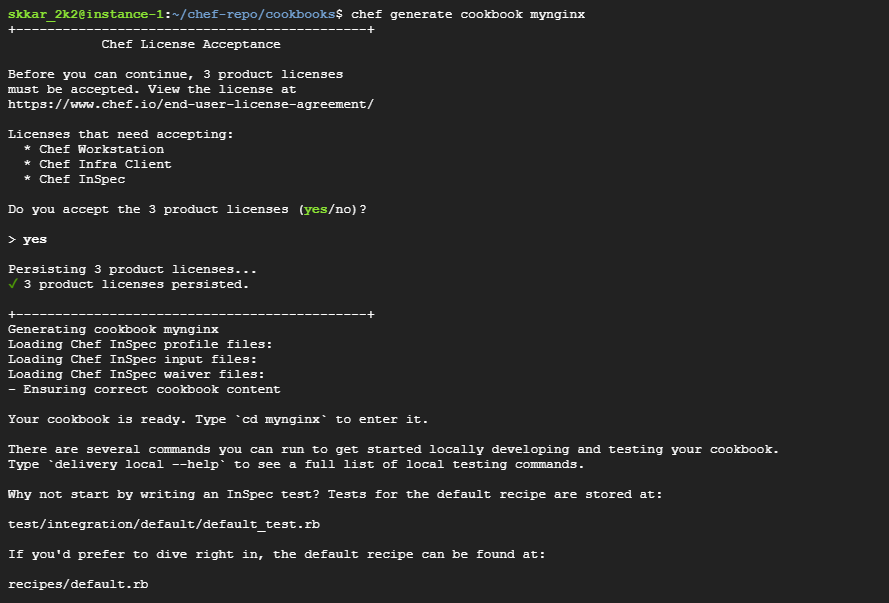 skkar_2k2@instance-1:~/chef-repo/cookbooks$ chef generate cookbook mynginx
+---------------------------------------------+
Chef License Acceptance
Before you can continue, 3 product licenses
must be accepted. View the license at
https://www.chef.io/end-user-license-agreement/
Licenses that need accepting:
* Chef Workstation
* Chef Infra Client
* Chef InSpec
Do you accept the 3 product licenses (yes/no)?
> yes
Persisting 3 product licenses...
✓ 3 product licenses persisted.
+---------------------------------------------+
Generating cookbook mynginx
Loading Chef InSpec profile files:
Loading Chef InSpec input files:
Loading Chef InSpec waiver files:
- Ensuring correct cookbook content
Your cookbook is ready. Type `cd mynginx` to enter it.
There are several commands you can run to get started locally developing and testing your cookbook.
Type `delivery local --help` to see a full list of local testing commands.
Why not start by writing an InSpec test? Tests for the default recipe are stored at:
test/integration/default/default_test.rb
If you'd prefer to dive right in, the default recipe can be found at:
recipes/default.rb